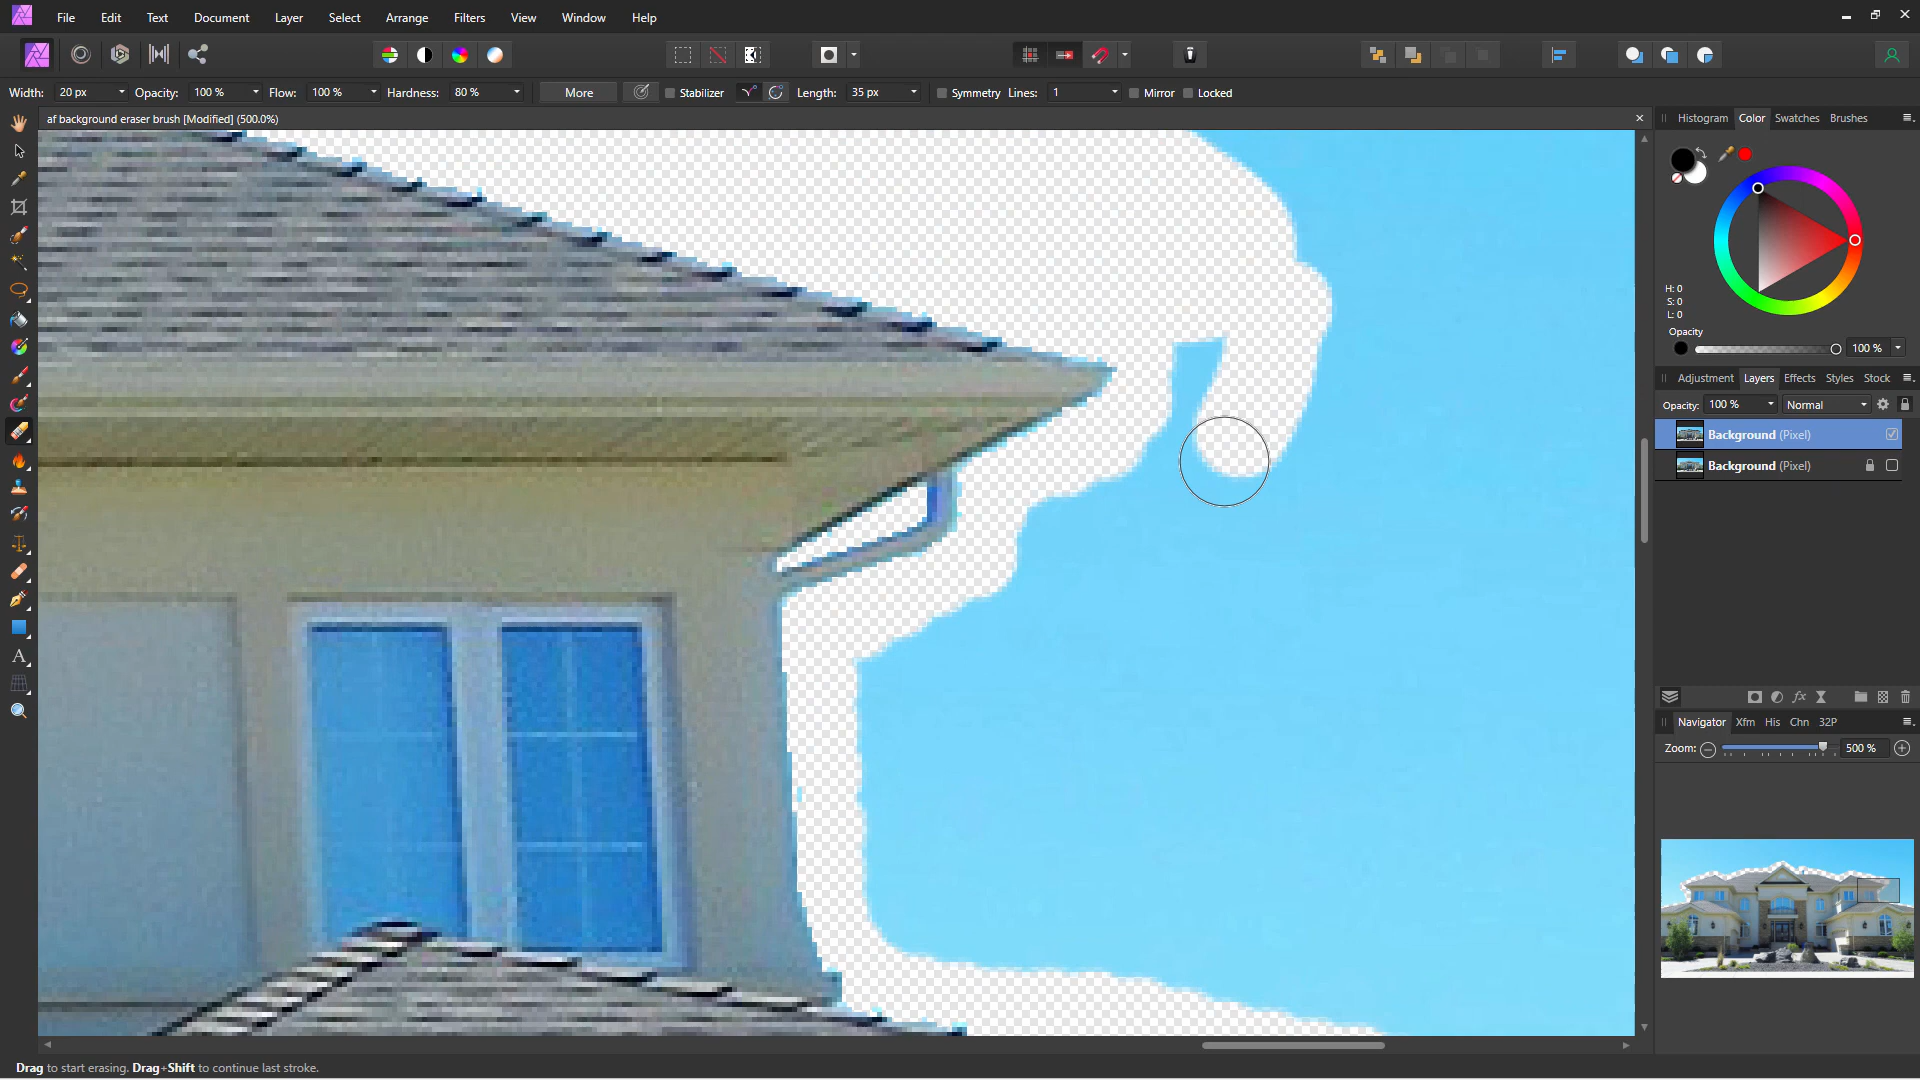 File Edit Text Document Layer Select Arrange Filters View Window Help
Width: 20 px Opacity: 100 % Flow: 100 % Hardness: 80 % More Stabilizer Length: 35 px Symmetry Lines: 1 Mirror Locked
af background eraser brush [Modified] (500.0%)
Histogram Color Swatches Brushes
H: 0
S: 0
L: 0
Opacity
100 %
Adjustment Layers Effects Styles Stock
Opacity: 100 % Normal
Background (Pixel)
Background (Pixel)
fx
Navigator Xfm His Chn 32P
Zoom: 500 %
Drag to start erasing. Drag+Shift to continue last stroke.